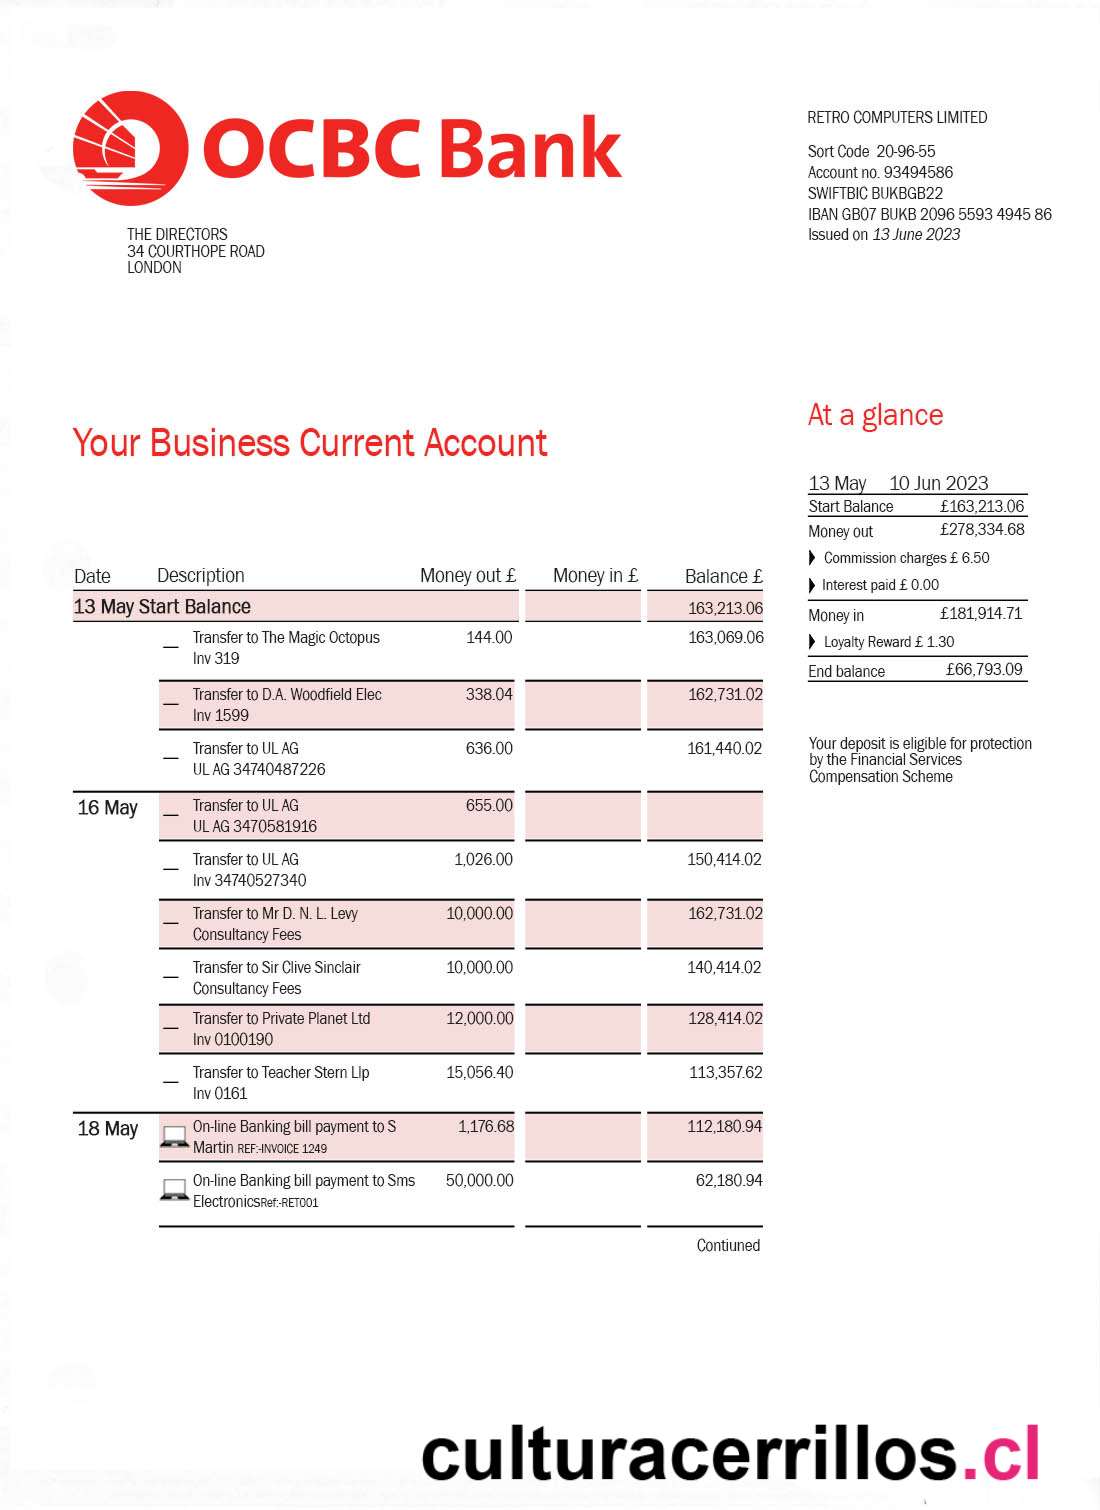 OCBC Bank
RETRO COMPUTERS LIMITED
Sort Code 20-96-55
Account no. 93494586
SWIFTBIC BUKBGB22
IBAN GB07 BUKB 2096 5593 4945 86
Issued on 13 June 2023
THE DIRECTORS
34 COURTHOPE ROAD
LONDON
Your Business Current Account
At a glance
13 May 10 Jun 2023
Start Balance £163,213.06
Money out £278,334.68
Commission charges £ 6.50
Interest paid £ 0.00
Money in £181,914.71
Loyalty Reward £ 1.30
End balance £66,793.09
Your deposit is eligible for protection
by the Financial Services
Compensation Scheme
Date Description Money out £ Money in £ Balance £
13 May Start Balance 163,213.06
Transfer to The Magic Octopus 144.00 163,069.06
Inv 319
Transfer to D.A. Woodfield Elec 338.04 162,731.02
Inv 1599
Transfer to UL AG 636.00 161,440.02
UL AG 34740487226
16 May Transfer to UL AG 655.00
UL AG 3470581916
Transfer to UL AG 1,026.00 150,414.02
Inv 34740527340
Transfer to Mr D. N. L. Levy 10,000.00 162,731.02
Consultancy Fees
Transfer to Sir Clive Sinclair 10,000.00 140,414.02
Consultancy Fees
Transfer to Private Planet Ltd 12,000.00 128,414.02
Inv 0100190
Transfer to Teacher Stern Llp 15,056.40 113,357.62
Inv 0161
18 May On-line Banking bill payment to S 1,176.68 112,180.94
Martin REF:-INVOICE 1249
On-line Banking bill payment to Sms 50,000.00 62,180.94
ElectronicsRef:-RET001
Contiuned
culturacerrillos.cl